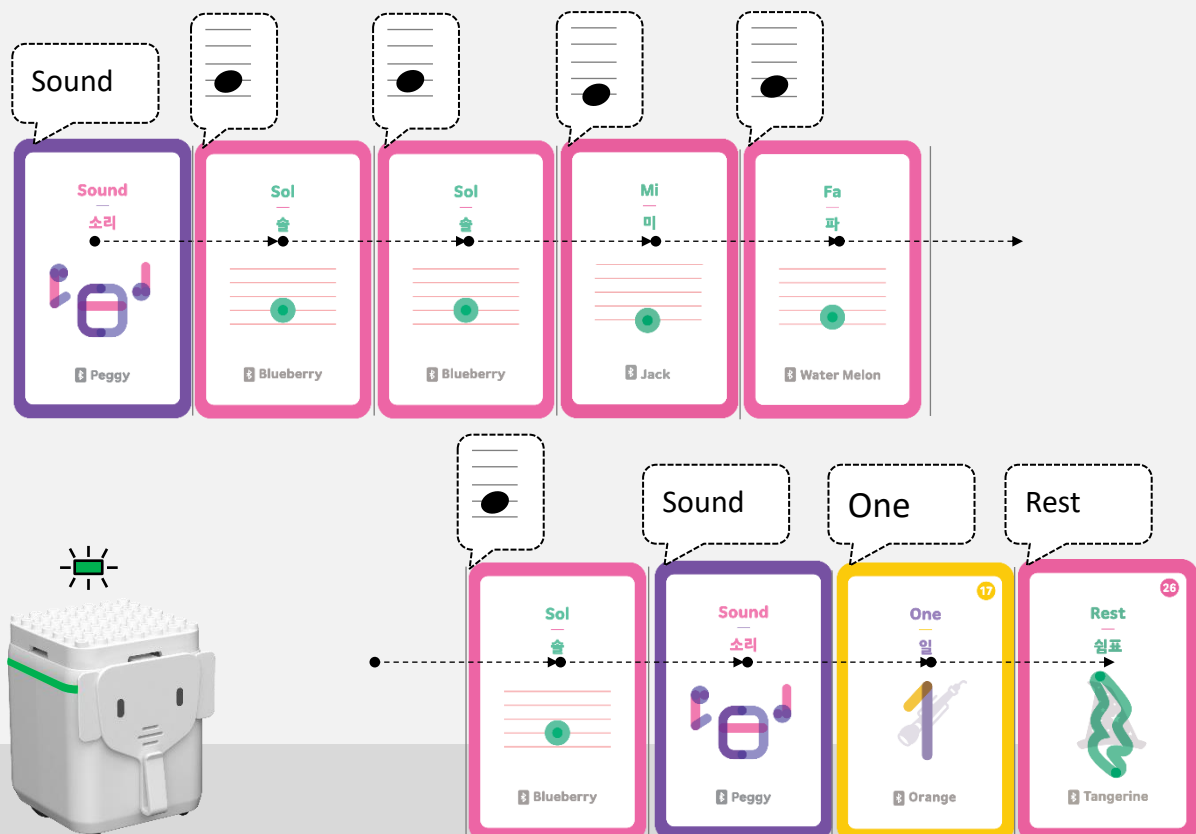 Sound
Sound
소리
Peggy
Sol
솔
Blueberry
Sol
솔
Blueberry
Mi
미
Jack
Fa
파
Water Melon
Sound
One
Rest
Sol
솔
Blueberry
Sound
소리
Peggy
17
One
일
Orange
26
Rest
쉼표
Tangerine